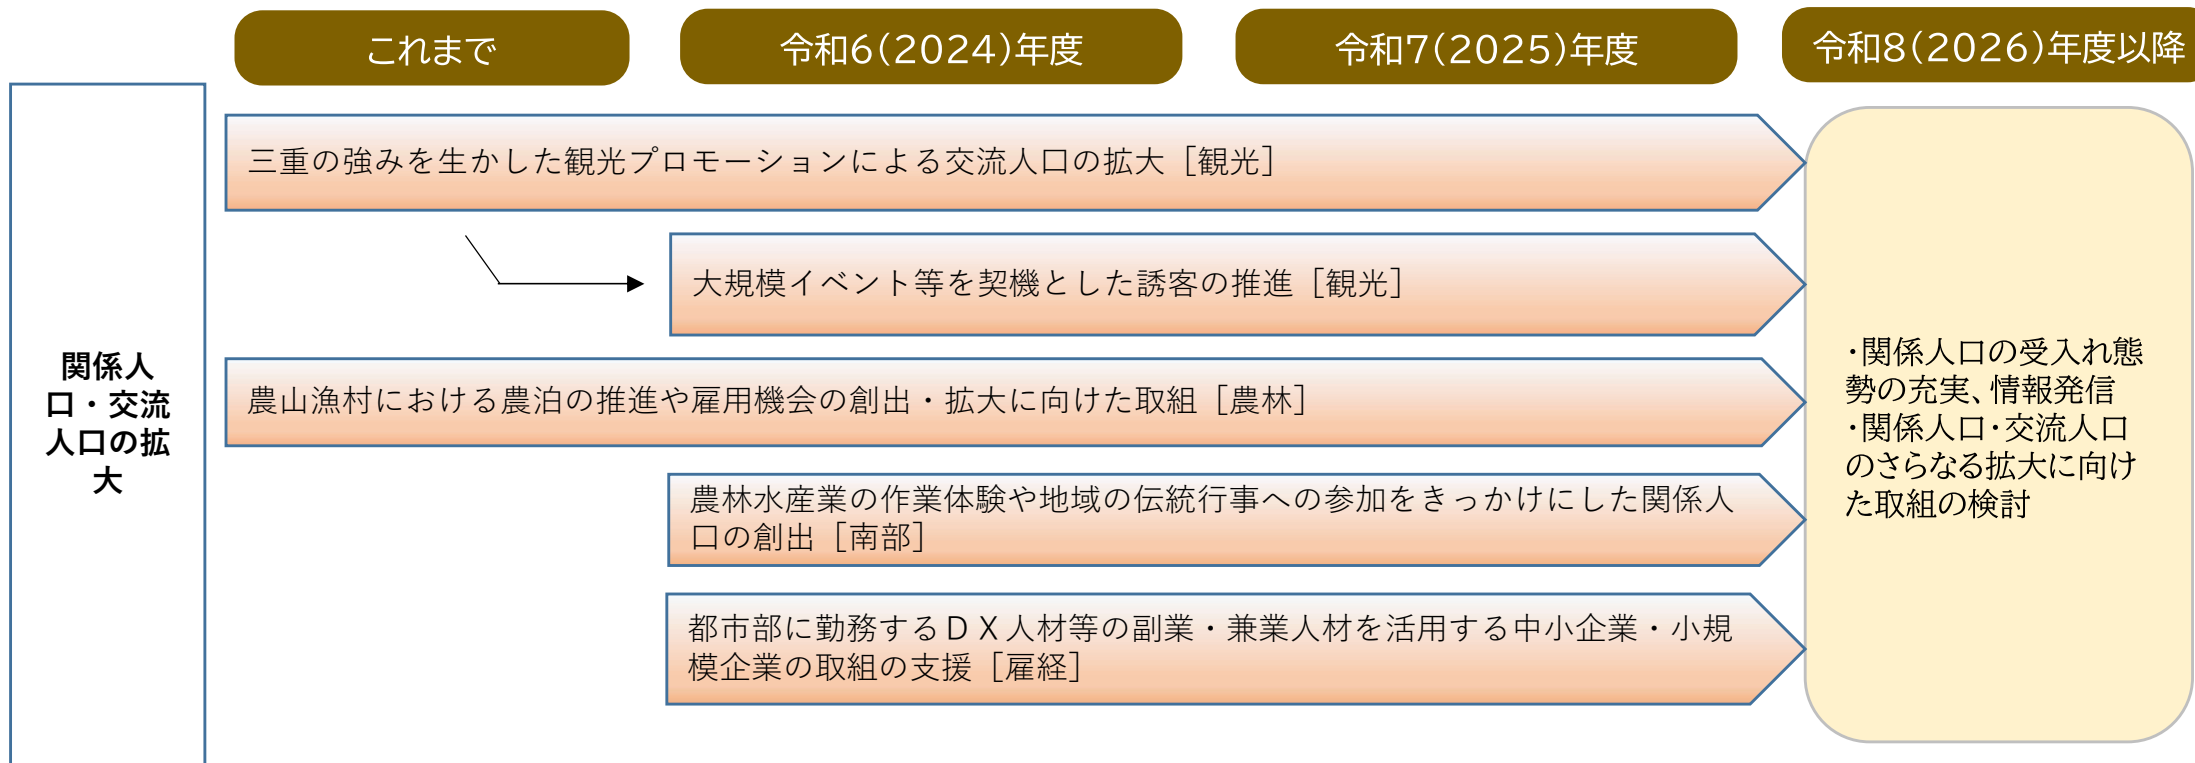 これまで
令和6(2024)年度
令和7(2025)年度
令和8(2026)年度以降
関係人
口・交流
人口の拡
大
三重の強みを生かした観光プロモーションによる交流人口の拡大［観光］
大規模イベント等を契機とした誘客の推進［観光］
農山漁村における農泊の推進や雇用機会の創出・拡大に向けた取組［農林］
農林水産業の作業体験や地域の伝統行事への参加をきっかけにした関係人
口の創出［南部］
都市部に勤務するＤＸ人材等の副業・兼業人材を活用する中小企業・小規
模企業の取組の支援［雇経］
・関係人口の受入れ態
勢の充実、情報発信
・関係人口・交流人口
のさらなる拡大に向け
た取組の検討